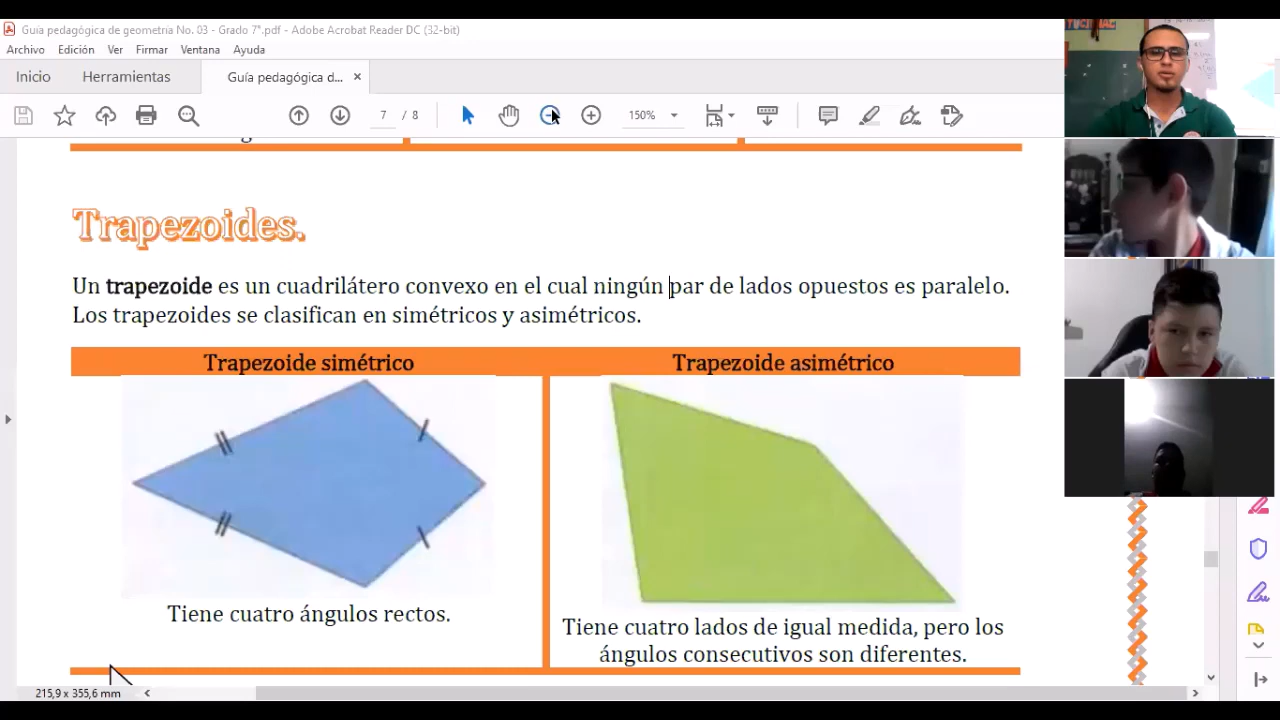 Guía pedagógica de geometría No. 03 - Grado 7°.pdf - Adobe Acrobat Reader DC (32-bit)
Archivo Edición Ver Firmar Ventana Ayuda
Inicio Herramientas Guía pedagógica d... ×
7 / 8 150%
Trapezoides.
Un trapezoide es un cuadrilátero convexo en el cual ningún par de lados opuestos es paralelo.
Los trapezoides se clasifican en simétricos y asimétricos.
Trapezoide simétrico Trapezoide asimétrico
Tiene cuatro ángulos rectos.
Tiene cuatro lados de igual medida, pero los
ángulos consecutivos son diferentes.
215,9 x 355,6 mm